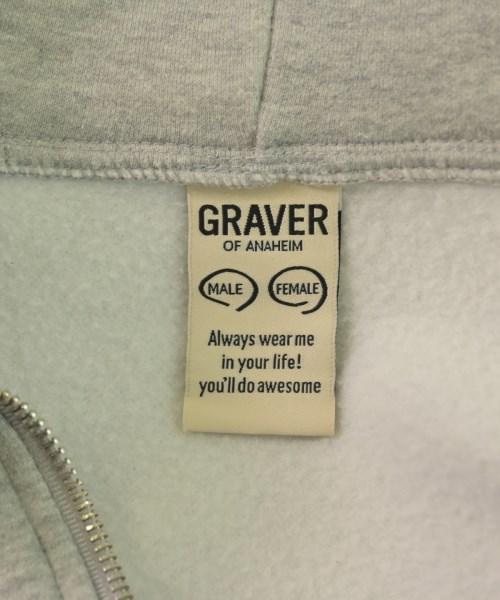 GRAVER
OF ANAHEIM
MALE FEMALE
Always wear me
in your life!
you'll do awesome